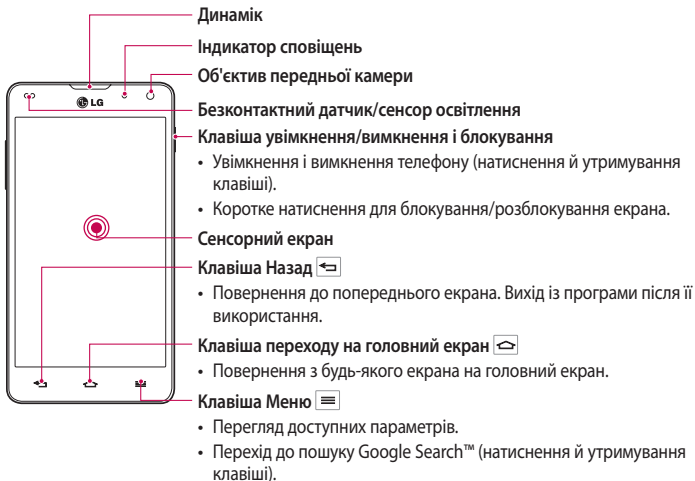 Динамік
Індикатор сповіщень
Об'єктив передньої камери
LG
Безконтактний датчик/сенсор освітлення
Клавіша увімкнення/вимкнення і блокування
• Увімкнення і вимкнення телефону (натиснення й утримування
клавіші).
• Коротке натиснення для блокування/розблокування екрана.
Сенсорний екран
Клавіша Назад
• Повернення до попереднього екрана. Вихід із програми після її
використання.
Клавіша переходу на головний екран
• Повернення з будь-якого екрана на головний екран.
Клавіша Меню
• Перегляд доступних параметрів.
• Перехід до пошуку Google Search™ (натиснення й утримування
клавіші).